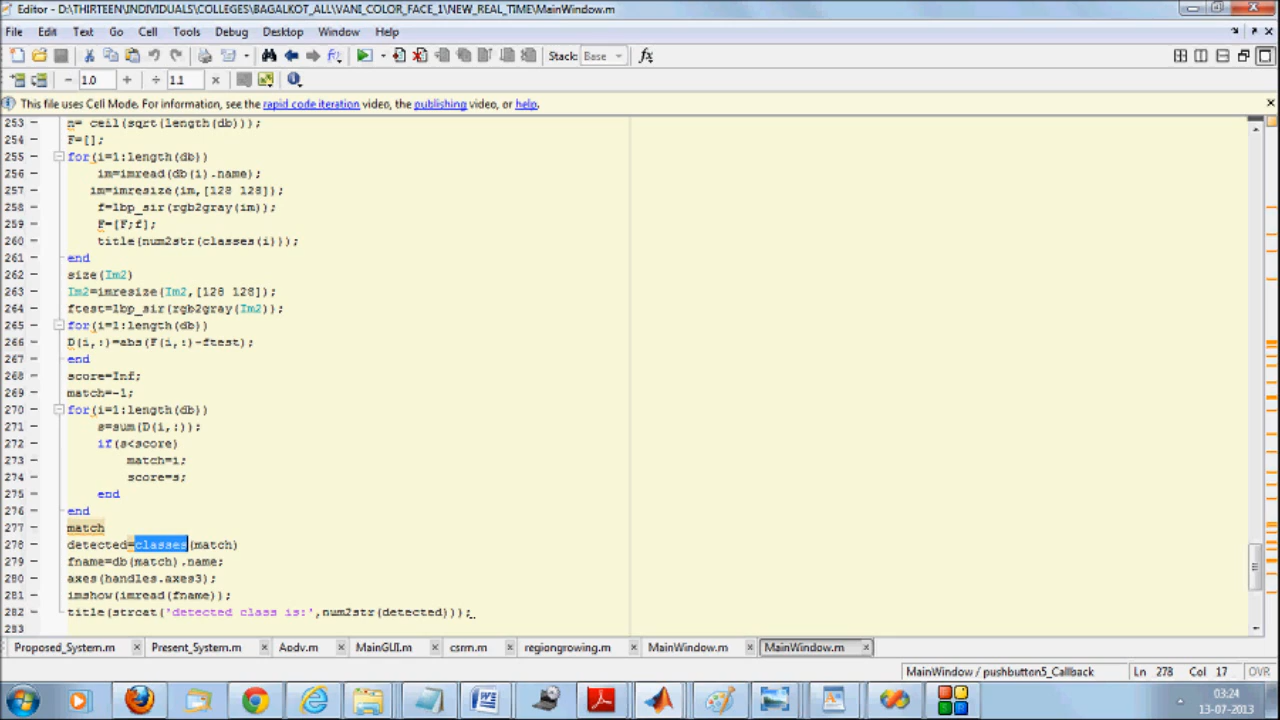 Editor - D:\THIRTEEN\INDIVIDUALS\COLLEGES\BAGALKOT_ALL\VANI_COLOR_FACE_1\NEW_REAL_TIME\MainWindow.m
File Edit Text Go Cell Tools Debug Desktop Window Help
Stack: Base fx
− 1.0 + ÷ 1.1 ×
This file uses Cell Mode. For information, see the rapid code iteration video, the publishing video, or help.
253 − n= ceil(sqrt(length(db)));
254 − F=[];
255 − for(i=1:length(db))
256 − im=imread(db(i).name);
257 − im=imresize(im,[128 128]);
258 − f=lbp_sir(rgb2gray(im));
259 − F=[F;f];
260 − title(num2str(classes(i)));
261 − end
262 − size(Im2)
263 − Im2=imresize(Im2,[128 128]);
264 − ftest=lbp_sir(rgb2gray(Im2));
265 − for(i=1:length(db))
266 − D(i,:)=abs(F(i,:)-ftest);
267 − end
268 − score=Inf;
269 − match=-1;
270 − for(i=1:length(db))
271 − s=sum(D(i,:));
272 − if(s<score)
273 − match=i;
274 − score=s;
275 − end
276 − end
277 − match
278 − detected=classes(match)
279 − fname=db(match).name;
280 − axes(handles.axes3);
281 − imshow(imread(fname));
282 − title(strcat('detected class is:',num2str(detected)));
283
Proposed_System.m × Present_System.m × Aodv.m × MainGUI.m × csrm.m × regiongrowing.m × MainWindow.m × MainWindow.m ×
MainWindow / pushbutton5_Callback Ln 278 Col 17 OVR
03:24
13-07-2013